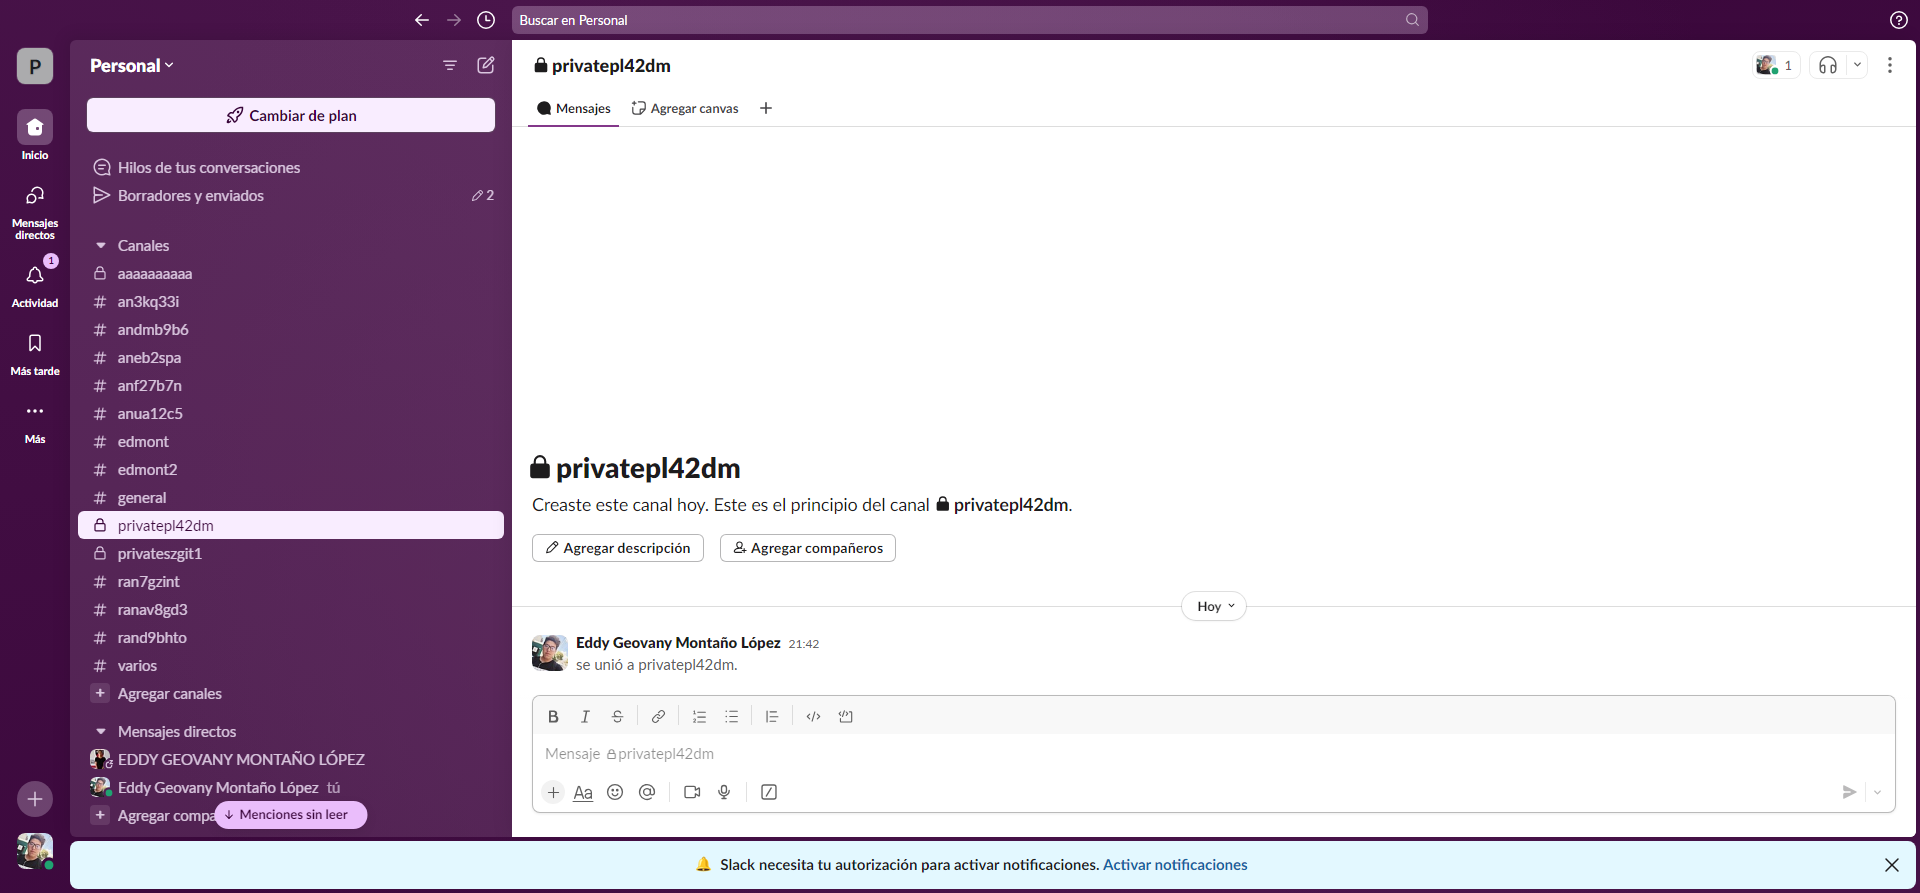 Buscar en Personal
P
Inicio
Mensajes
directos
1
Actividad
Más tarde
Más
Personal
Cambiar de plan
Hilos de tus conversaciones
Borradores y enviados
2
Canales
aaaaaaaaaa
# an3kq33i
# andmb9b6
# aneb2spa
# anf27b7n
# anua12c5
# edmont
# edmont2
# general
privatepl42dm
privateszgit1
# ran7gzint
# ranav8gd3
# rand9bhto
# varios
+ Agregar canales
Mensajes directos
EDDY GEOVANY MONTAÑO LÓPEZ
Eddy Geovany Montaño López tú
+ Agregar compa
Menciones sin leer
privatepl42dm
1
Mensajes
Agregar canvas
privatepl42dm
Creaste este canal hoy. Este es el principio del canal privatepl42dm.
Agregar descripción
Agregar compañeros
Hoy
Eddy Geovany Montaño López 21:42
se unió a privatepl42dm.
B I S
Mensaje privatepl42dm
Aa
Slack necesita tu autorización para activar notificaciones. Activar notificaciones